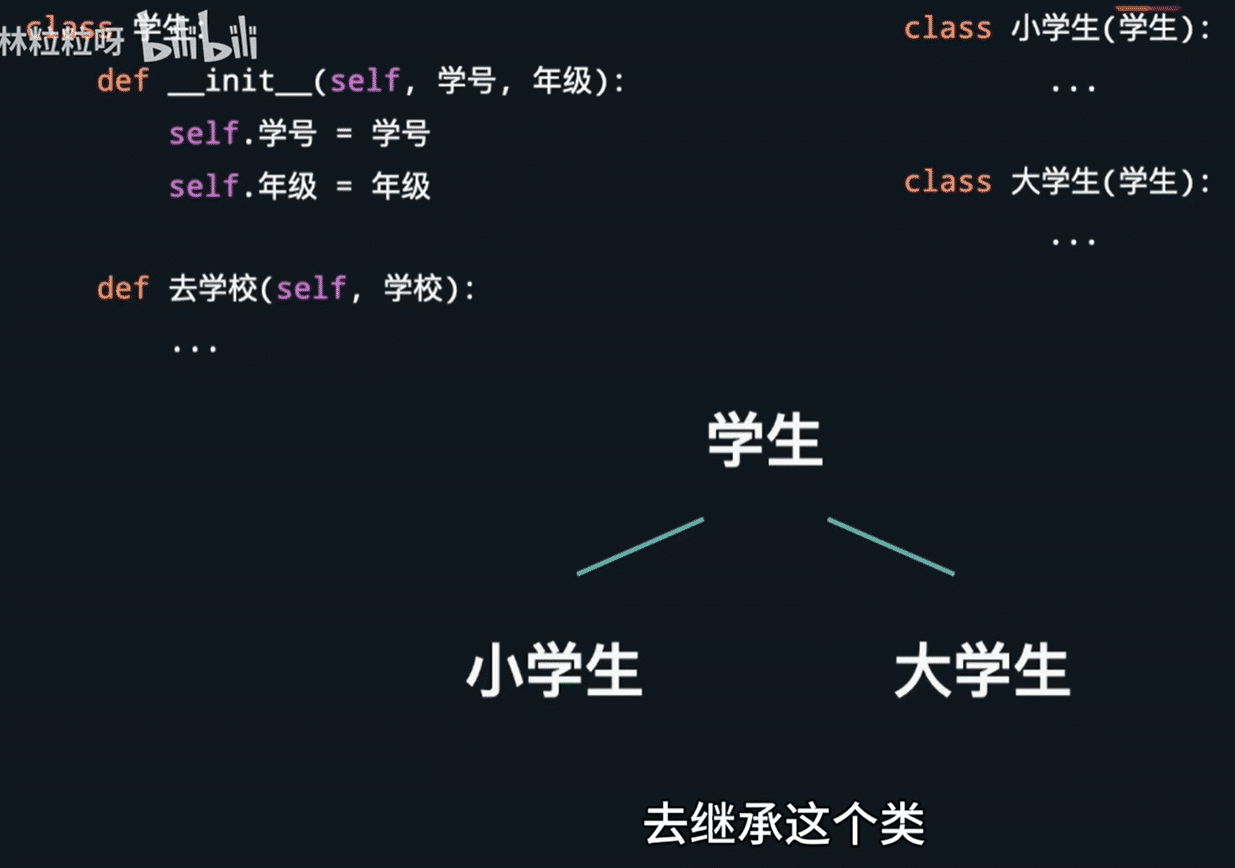 class 学生:
林粒粒呀 bilibili
def __init__(self, 学号, 年级):
self.学号 = 学号
self.年级 = 年级
def 去学校(self, 学校):
...
class 小学生(学生):
...
class 大学生(学生):
...
学生
小学生
大学生
去继承这个类